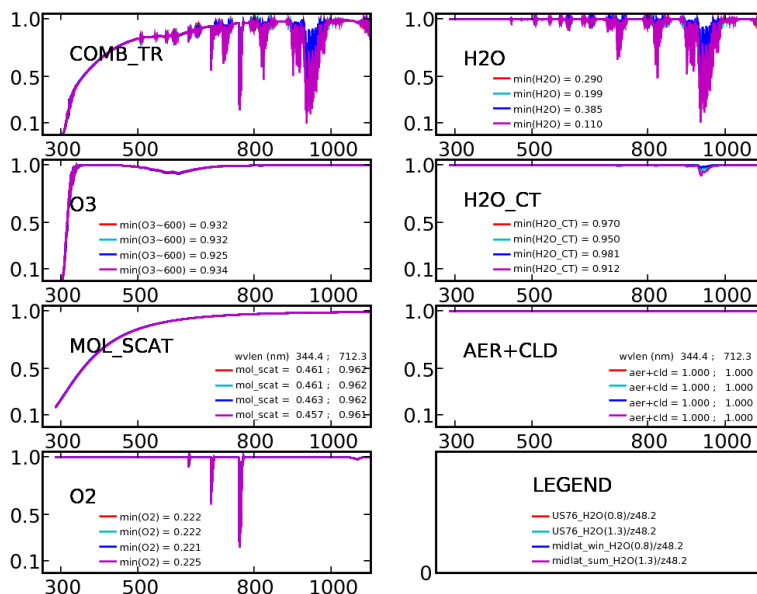 1.0
0.5
0.1
COMB_TR
300
500
800
1000
1.0
0.5
0.1
H2O
min(H2O) = 0.290
min(H2O) = 0.199
min(H2O) = 0.385
min(H2O) = 0.110
300
500
800
1000
1.0
0.5
0.1
O3
min(O3~600) = 0.932
min(O3~600) = 0.932
min(O3~600) = 0.925
min(O3~600) = 0.934
300
500
800
1000
1.0
0.5
0.1
H2O_CT
min(H2O_CT) = 0.970
min(H2O_CT) = 0.950
min(H2O_CT) = 0.981
min(H2O_CT) = 0.912
300
500
800
1000
1.0
0.5
0.1
MOL_SCAT
wvlen (nm) 344.4 ; 712.3
mol_scat = 0.461 ; 0.962
mol_scat = 0.461 ; 0.962
mol_scat = 0.463 ; 0.962
mol_scat = 0.457 ; 0.961
300
500
800
1000
1.0
0.5
0.1
AER+CLD
wvlen (nm) 344.4 ; 712.3
aer+cld = 1.000 ; 1.000
aer+cld = 1.000 ; 1.000
aer+cld = 1.000 ; 1.000
aer+cld = 1.000 ; 1.000
300
500
800
1000
1.0
0.5
0.1
O2
min(O2) = 0.222
min(O2) = 0.222
min(O2) = 0.221
min(O2) = 0.225
300
500
800
1000
LEGEND
US76_H2O(0.8)/z48.2
US76_H2O(1.3)/z48.2
midlat_win_H2O(0.8)/z48.2
midlat_sum_H2O(1.3)/z48.2
0